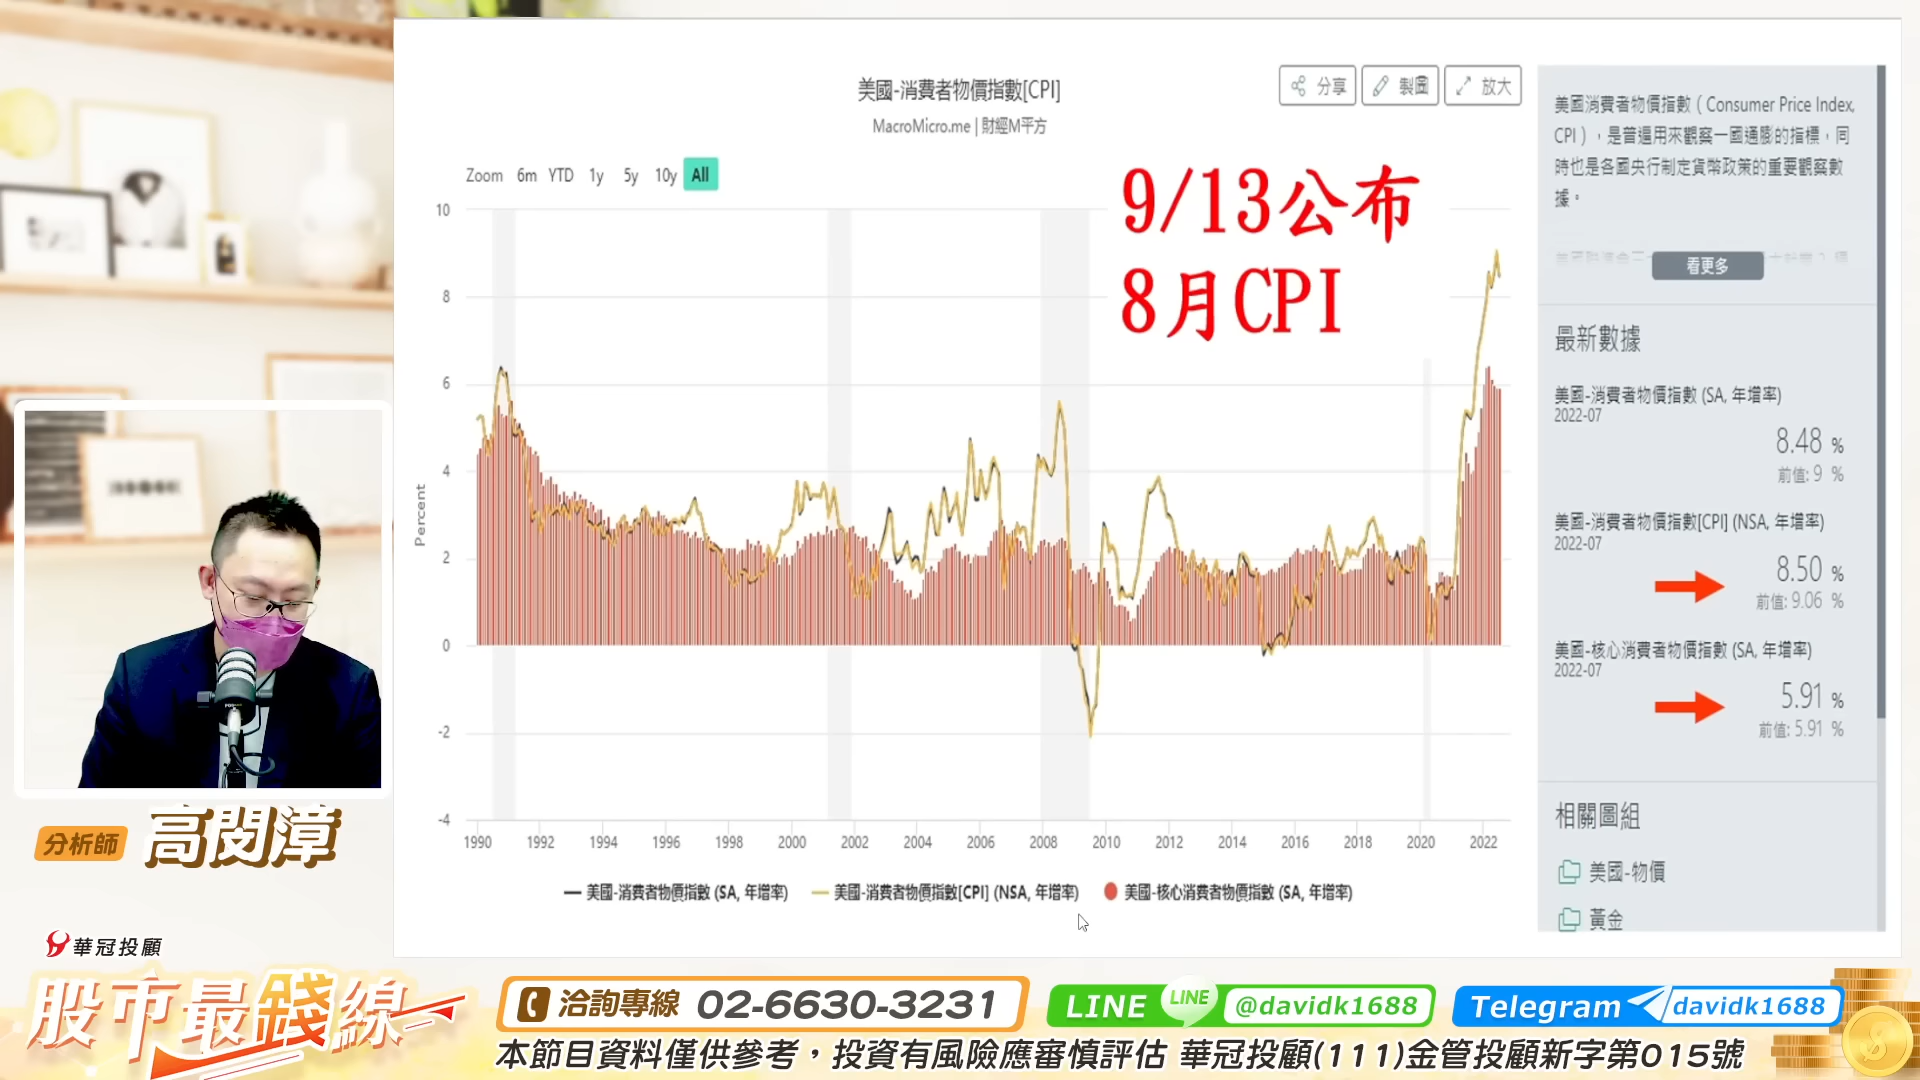 美國-消費者物價指數[CPI]
MacroMicro.me | 財經M平方
分享
製圖
放大
Zoom 6m YTD 1y 5y 10y All
9/13公布
8月CPI
Percent
10
8
6
4
2
0
-2
-4
1990 1992 1994 1996 1998 2000 2002 2004 2006 2008 2010 2012 2014 2016 2018 2020 2022
美國-消費者物價指數 (SA, 年增率)
美國-消費者物價指數[CPI] (NSA, 年增率)
美國-核心消費者物價指數 (SA, 年增率)
美國消費者物價指數 ( Consumer Price Index,
CPI ) ，是普遍用來觀察一國通膨的指標，同
時也是各國央行制定貨幣政策的重要觀察數
據。
看更多
最新數據
美國-消費者物價指數 (SA, 年增率)
2022-07
8.48 %
前值: 9 %
美國-消費者物價指數[CPI] (NSA, 年增率)
2022-07
8.50 %
前值: 9.06 %
美國-核心消費者物價指數 (SA, 年增率)
2022-07
5.91 %
前值: 5.91 %
相關圖組
美國-物價
黃金
分析師 高閔漳
華冠投顧
股市最錢線
洽詢專線 02-6630-3231
LINE LINE @davidk1688
Telegram davidk1688
本節目資料僅供參考，投資有風險應審慎評估 華冠投顧(111)金管投顧新字第015號